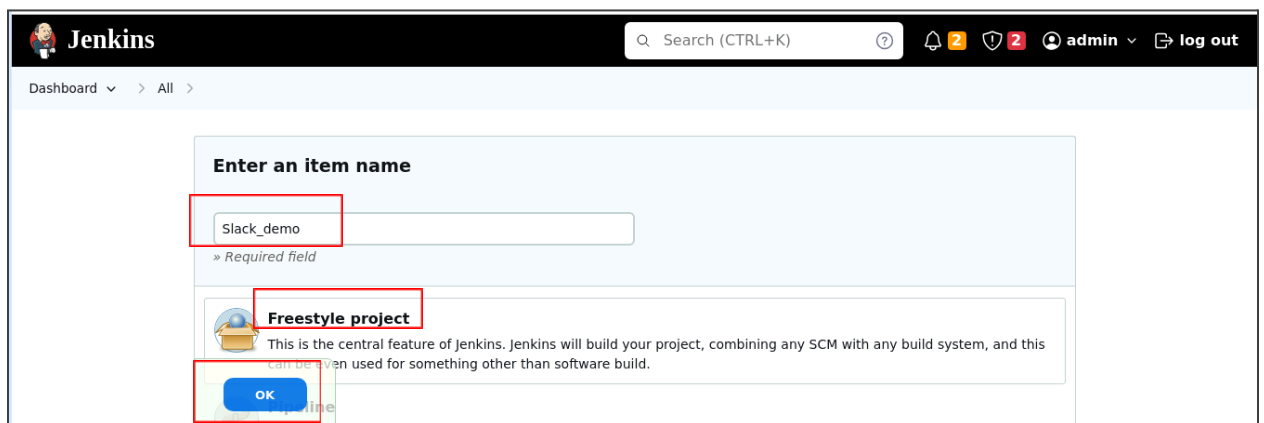 Jenkins
Search (CTRL+K)
2
2
admin
log out
Dashboard
All
Enter an item name
Slack_demo
» Required field
Freestyle project
This is the central feature of Jenkins. Jenkins will build your project, combining any SCM with any build system, and this
can be even used for something other than software build.
OK
Pipeline